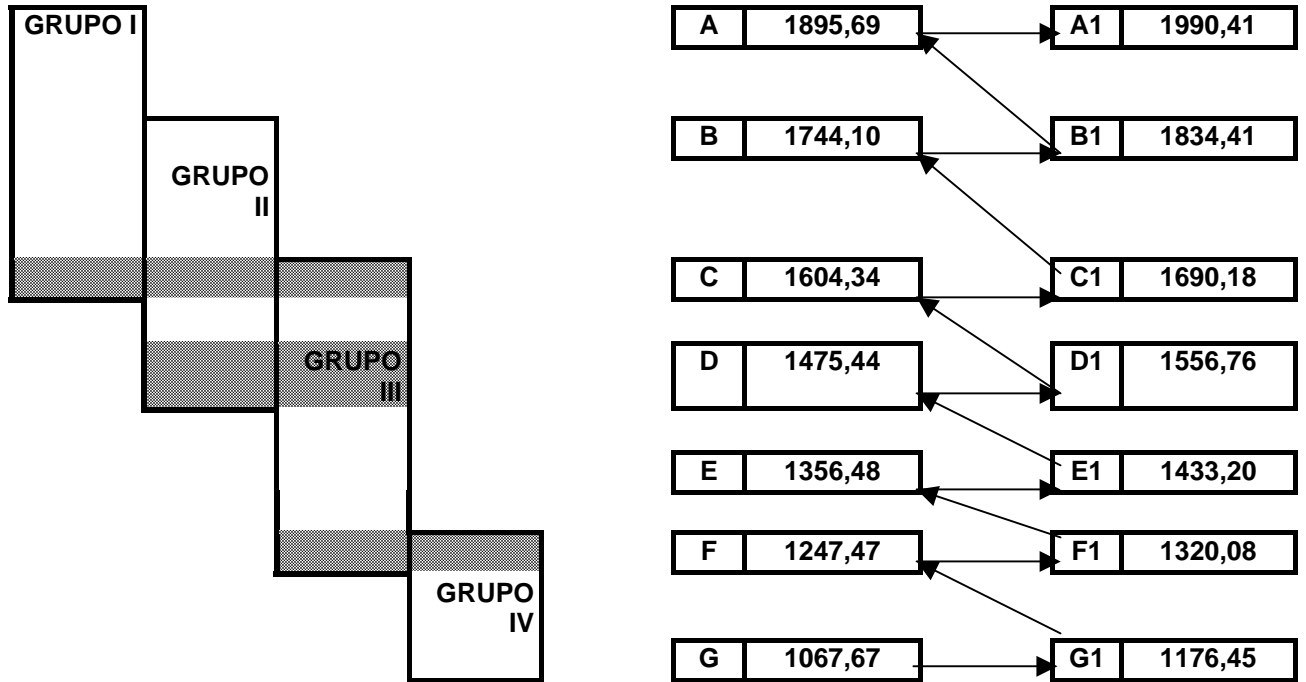 GRUPO I
A 1895,69 A1 1990,41
B 1744,10 B1 1834,41
GRUPO
II
C 1604,34 C1 1690,18
GRUPO
III
D 1475,44 D1 1556,76
E 1356,48 E1 1433,20
F 1247,47 F1 1320,08
GRUPO
IV
G 1067,67 G1 1176,45